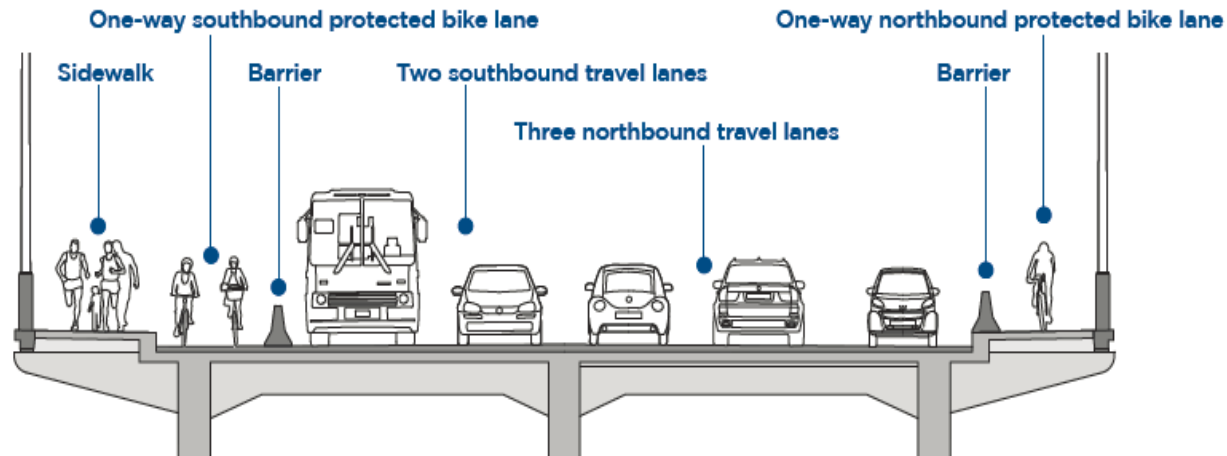 One-way southbound protected bike lane
One-way northbound protected bike lane
Sidewalk
Barrier
Two southbound travel lanes
Barrier
Three northbound travel lanes